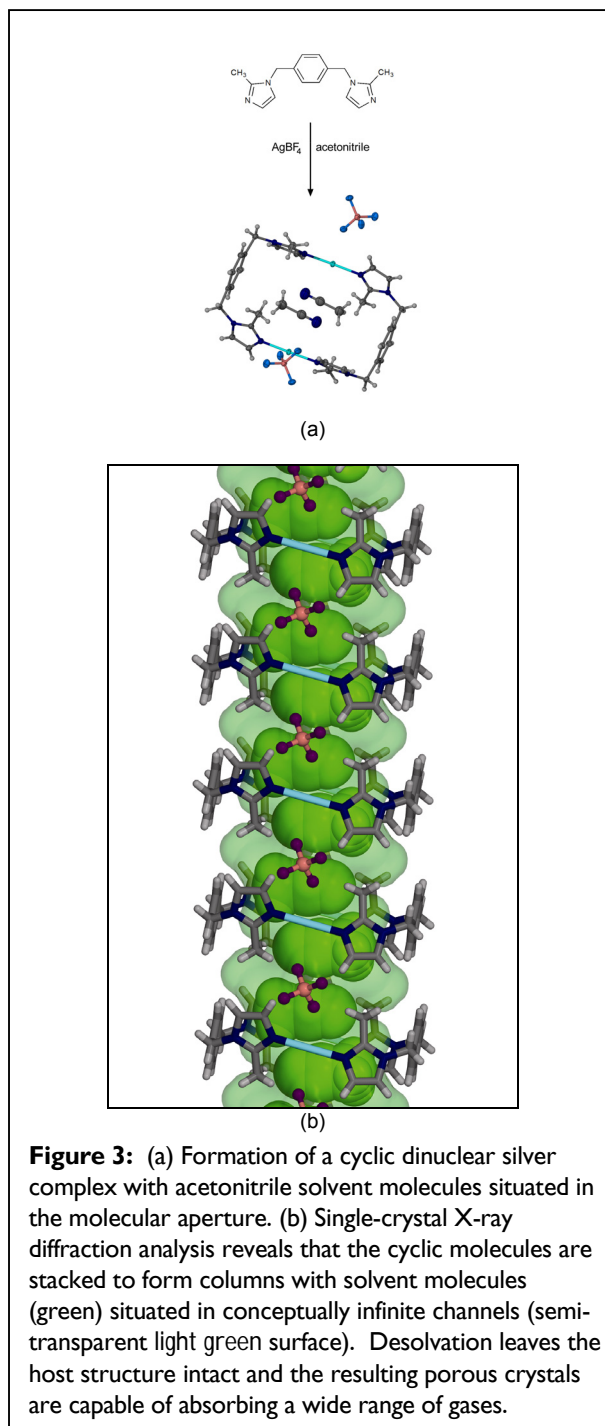 CH₃ CH₃
N N
N N
AgBF₄ acetonitrile
(a)
(b)
Figure 3: (a) Formation of a cyclic dinuclear silver
complex with acetonitrile solvent molecules situated in
the molecular aperture. (b) Single-crystal X-ray
diffraction analysis reveals that the cyclic molecules are
stacked to form columns with solvent molecules
(green) situated in conceptually infinite channels (semi-
transparent light green surface). Desolvation leaves the
host structure intact and the resulting porous crystals
are capable of absorbing a wide range of gases.